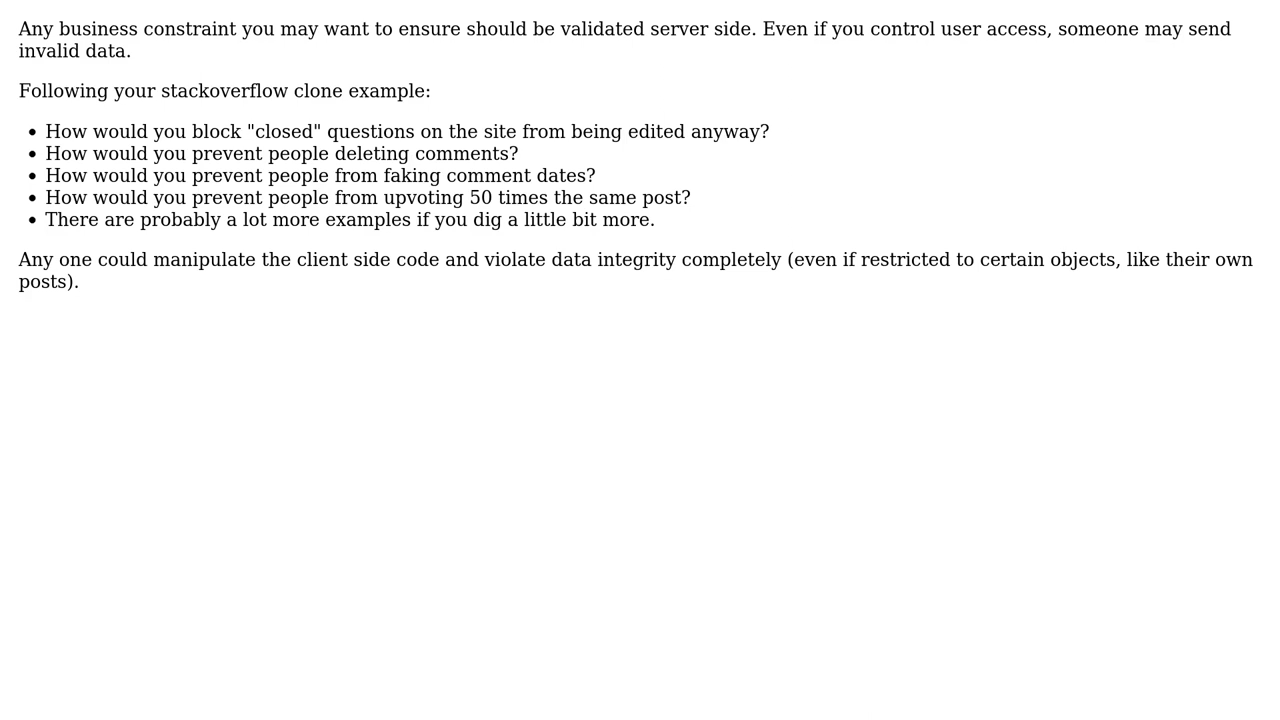 Any business constraint you may want to ensure should be validated server side. Even if you control user access, someone may send
invalid data.
Following your stackoverflow clone example:
• How would you block "closed" questions on the site from being edited anyway?
• How would you prevent people deleting comments?
• How would you prevent people from faking comment dates?
• How would you prevent people from upvoting 50 times the same post?
• There are probably a lot more examples if you dig a little bit more.
Any one could manipulate the client side code and violate data integrity completely (even if restricted to certain objects, like their own
posts).